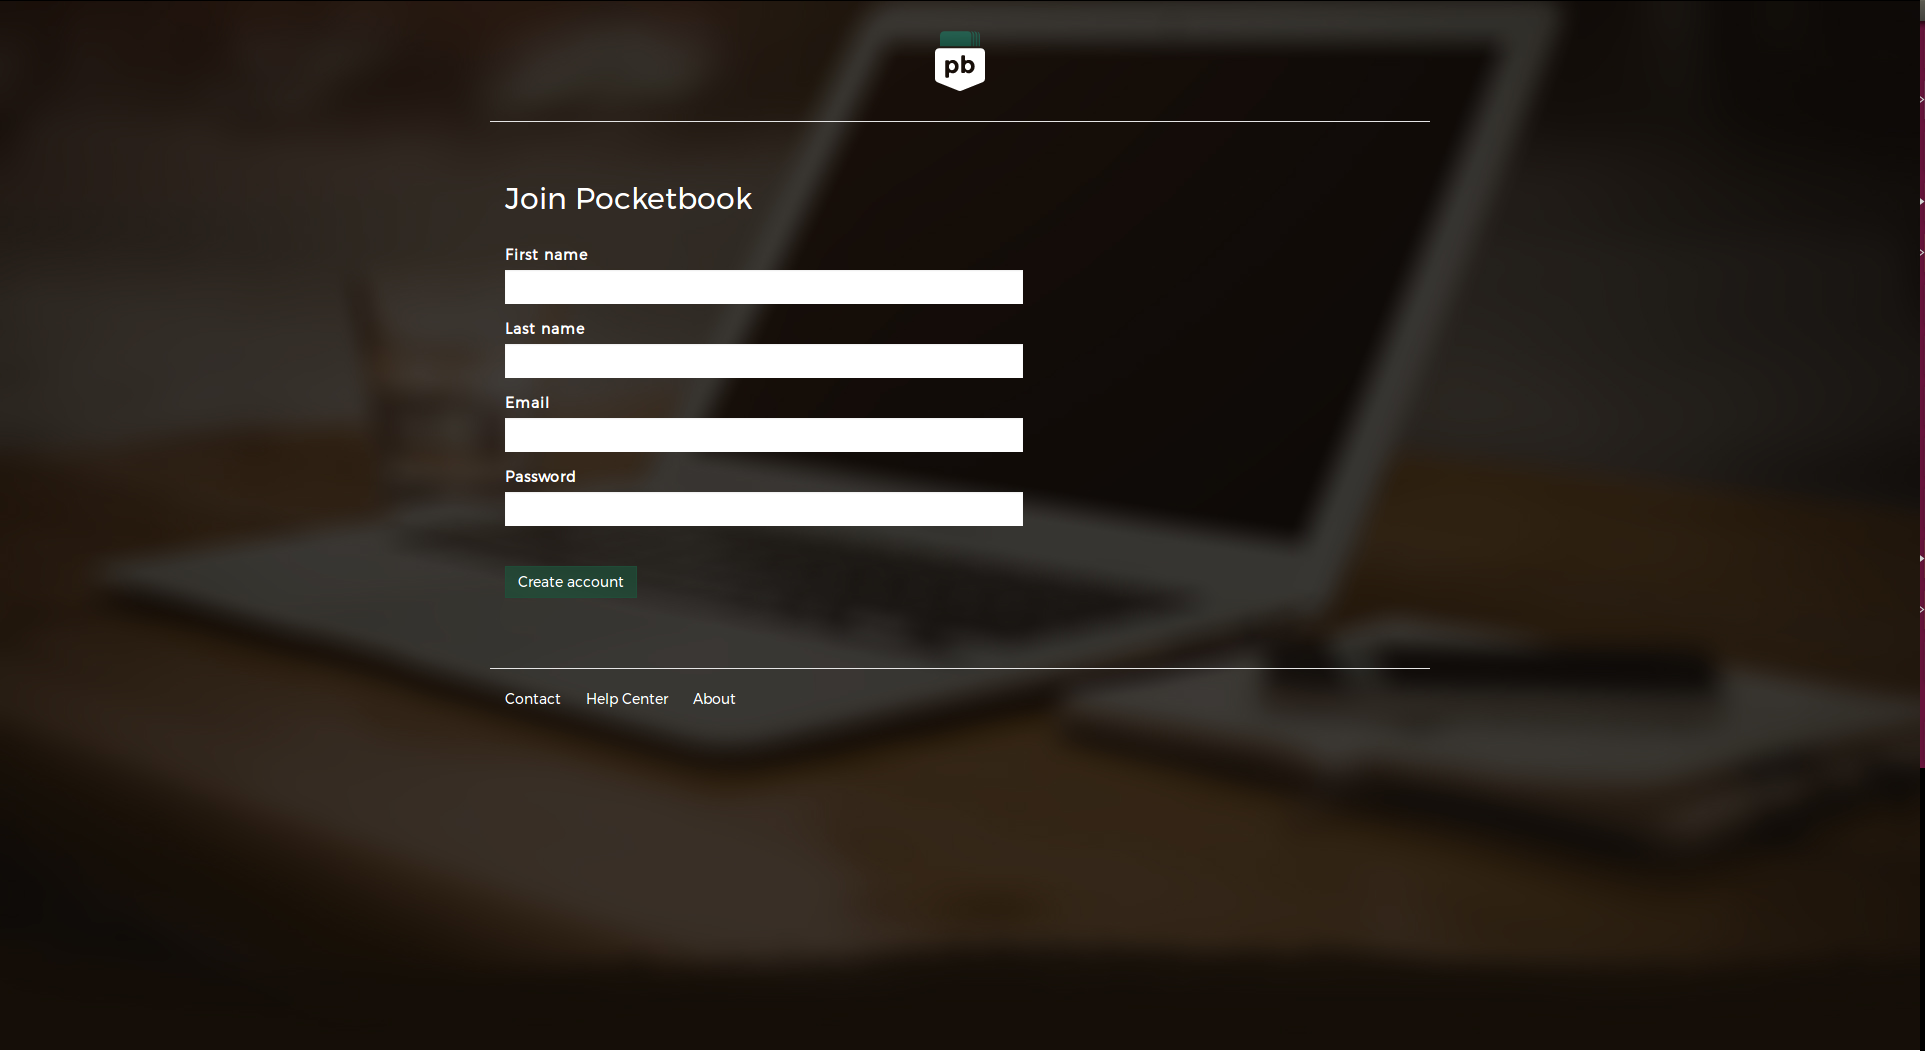 pb
Join Pocketbook
First name
Last name
Email
Password
Create account
Contact Help Center About